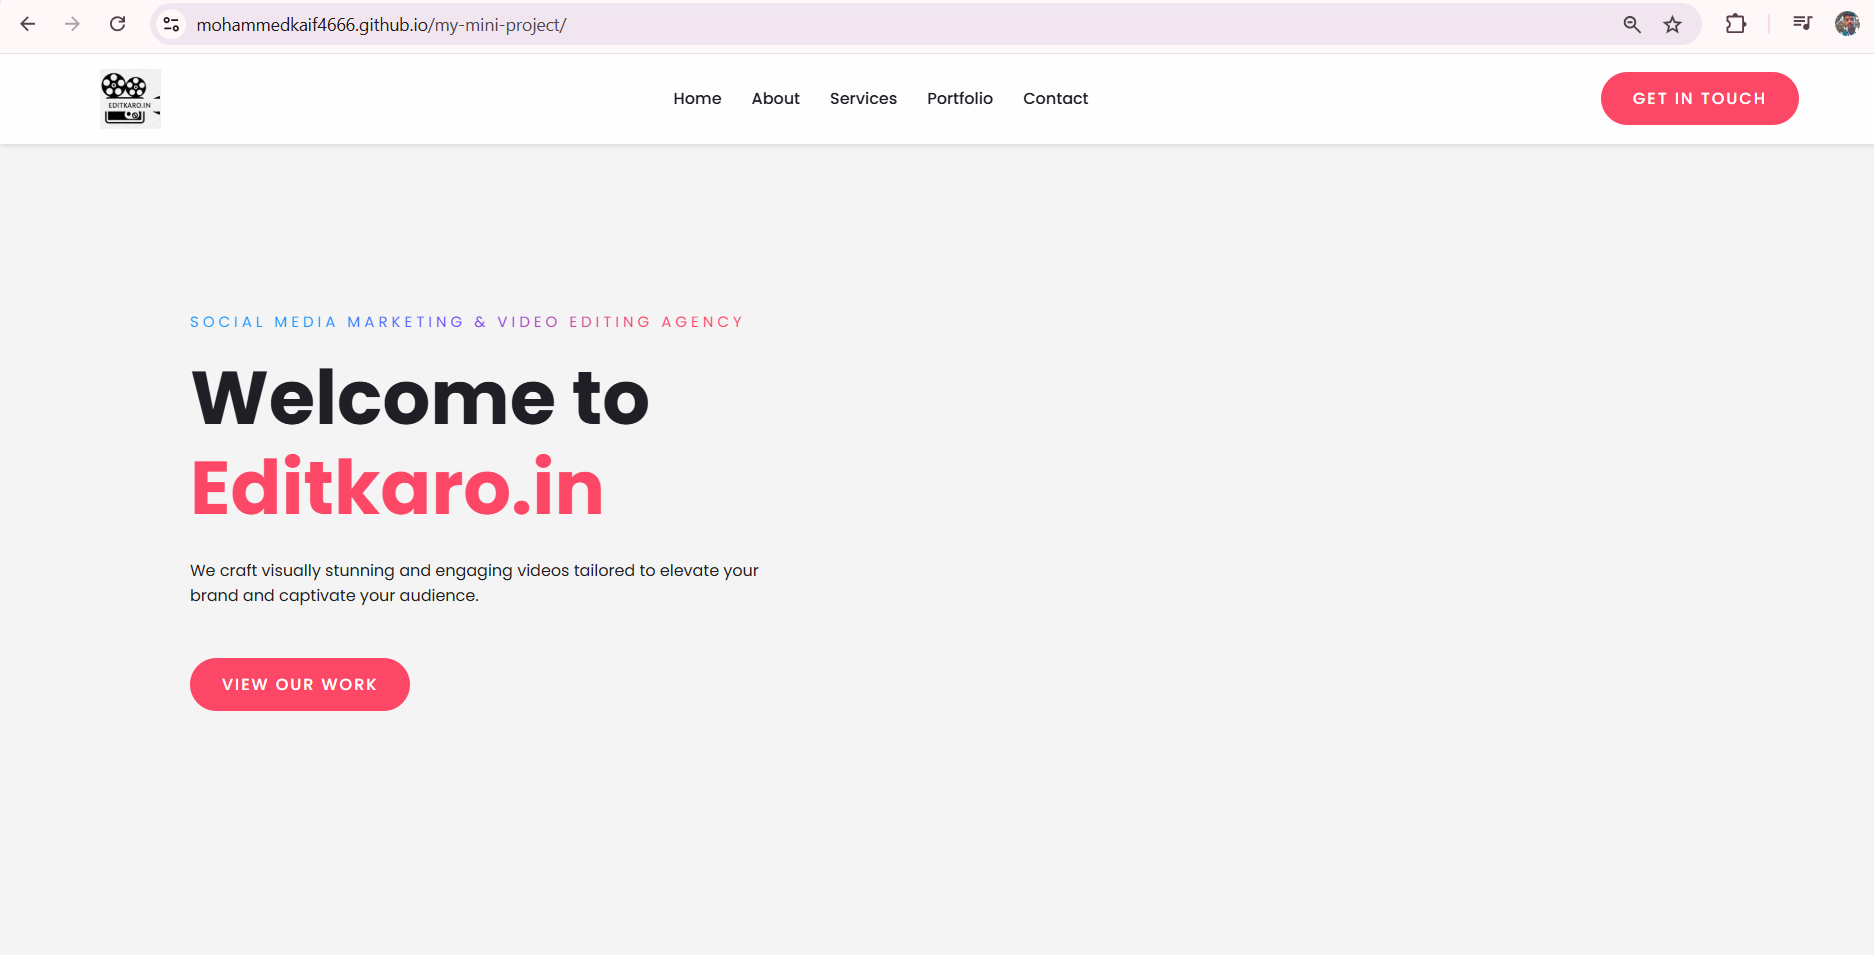 mohammedkaif4666.github.io/my-mini-project/
EDITKARO.IN
Home About Services Portfolio Contact
GET IN TOUCH
SOCIAL MEDIA MARKETING & VIDEO EDITING AGENCY
Welcome to
Editkaro.in
We craft visually stunning and engaging videos tailored to elevate your
brand and captivate your audience.
VIEW OUR WORK